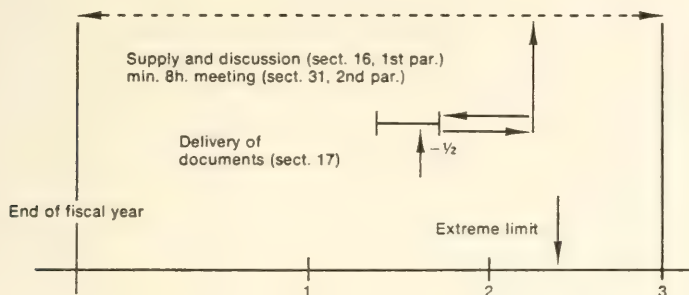 Supply and discussion (sect. 16, 1st par.)
min. 8h. meeting (sect. 31, 2nd par.)
Delivery of
documents (sect. 17)
– ½
End of fiscal year
Extreme limit
1
2
3